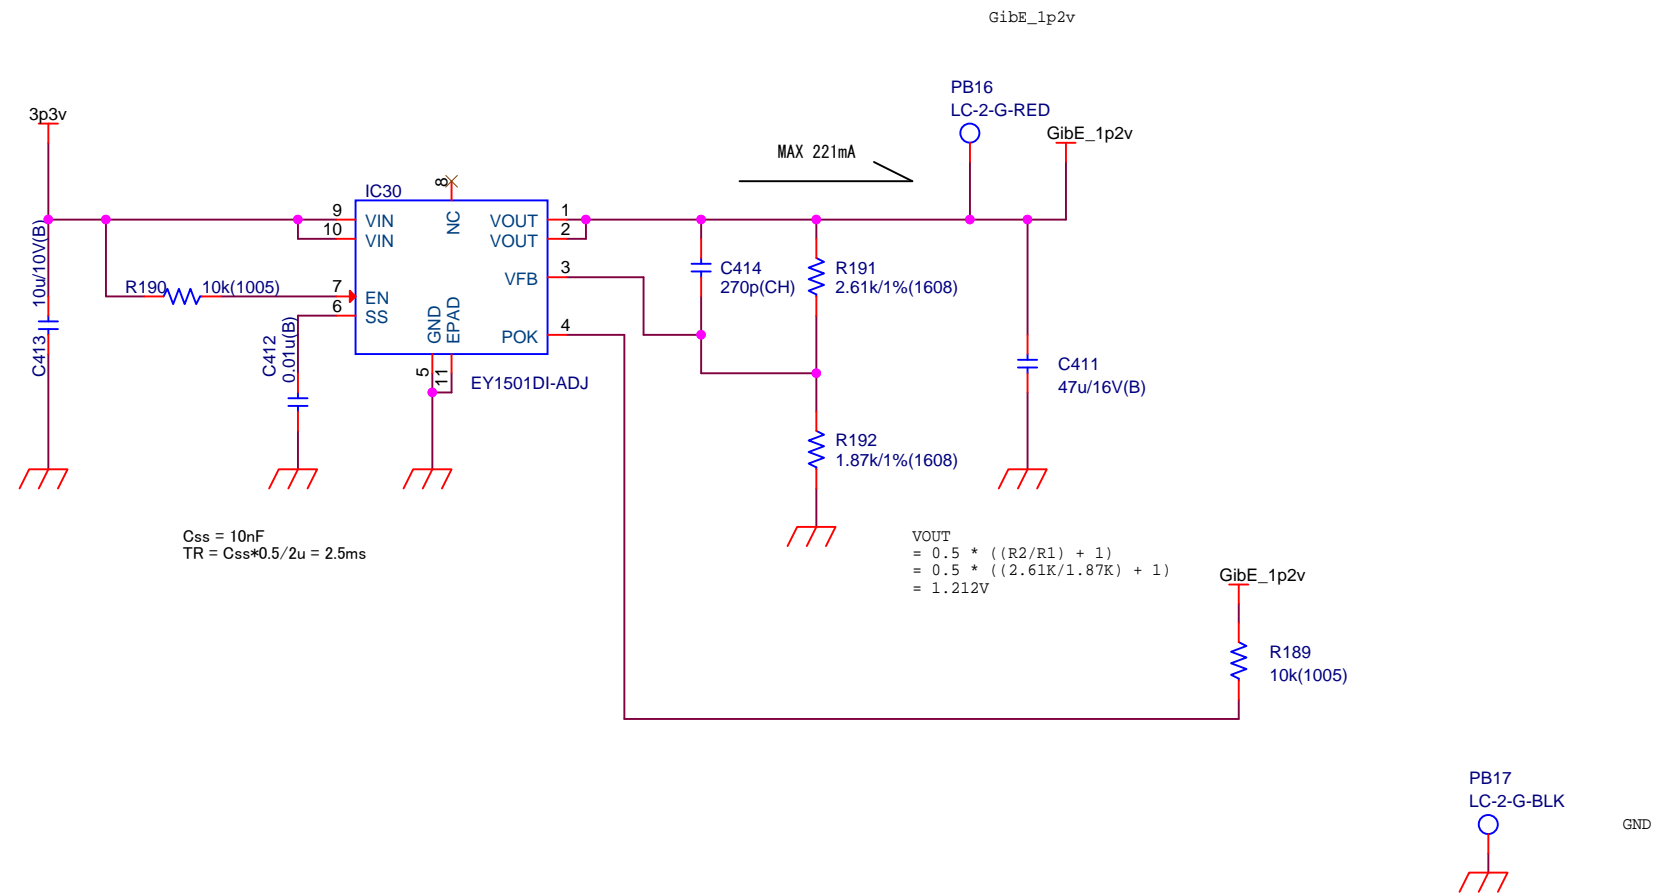 GibE_1p2v
PB16
LC-2-G-RED
3p3v
GibE_1p2v
MAX 221mA
IC30
8
9
VIN
NC
VOUT
1
10
VIN
VOUT
2
10u/10V(B)
C413
VFB
3
C414
270p(CH)
R191
2.61k/1%(1608)
R190
10k(1005)
7
EN
6
SS
GND
EPAD
POK
4
C412
0.01u(B)
5
11
EY1501DI-ADJ
C411
47u/16V(B)
R192
1.87k/1%(1608)
Css = 10nF
TR = Css*0.5/2u = 2.5ms
VOUT
= 0.5 * ((R2/R1) + 1)
= 0.5 * ((2.61K/1.87K) + 1)
= 1.212V
GibE_1p2v
R189
10k(1005)
PB17
LC-2-G-BLK
GND